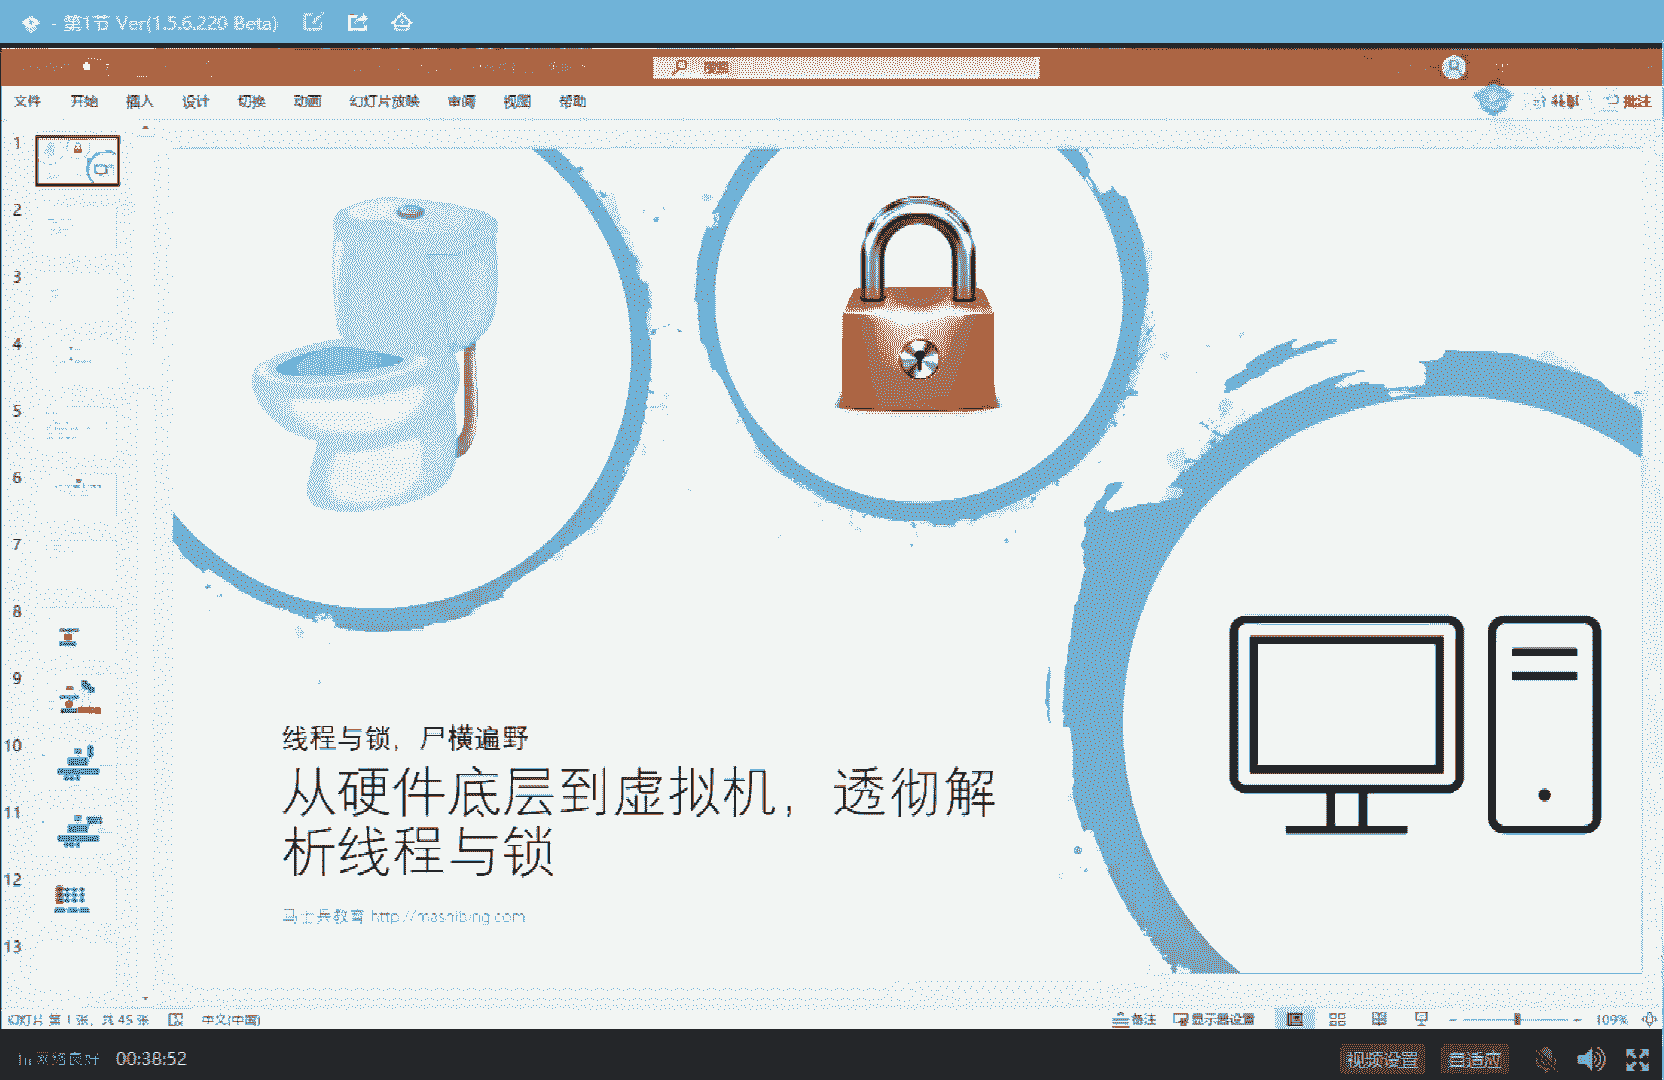 - 第1节 Ver(1.5.6.220 Beta)
文件 开始 插入 设计 切换 动画 幻灯片放映 审阅 视图 帮助
批注
1
2
3
4
5
6
7
8
9
10
11
12
13
线程与锁，尸横遍野
从硬件底层到虚拟机，透彻解
析线程与锁
马士兵教育 http://mashibing.com
幻灯片 第 1 张，共 45 张 中文(中国)
备注 显示器设置 109%
网络良好 00:38:52
视频设置 自适应